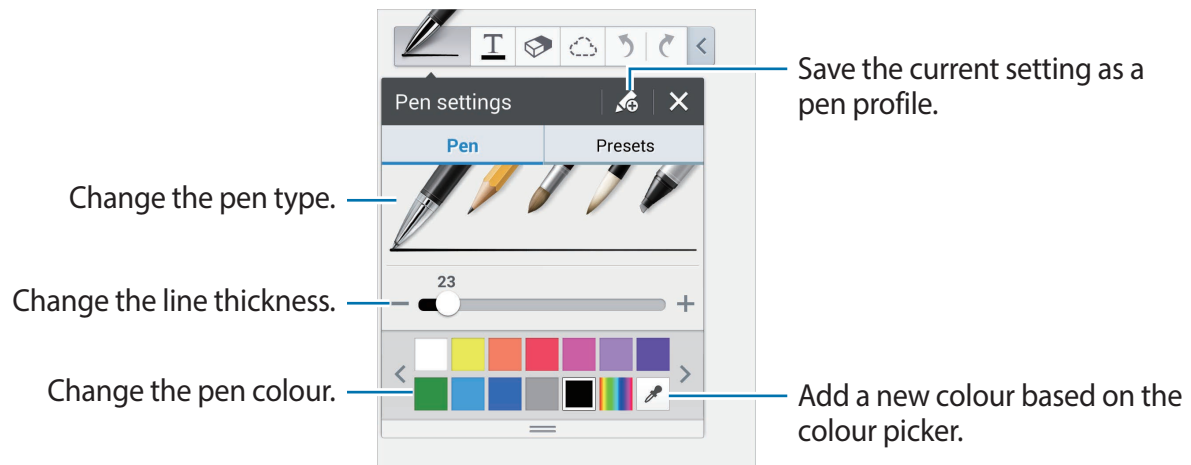 T
Save the current setting as a
pen profile.
Pen settings
Pen
Presets
Change the pen type.
23
Change the line thickness.
Change the pen colour.
Add a new colour based on the
colour picker.